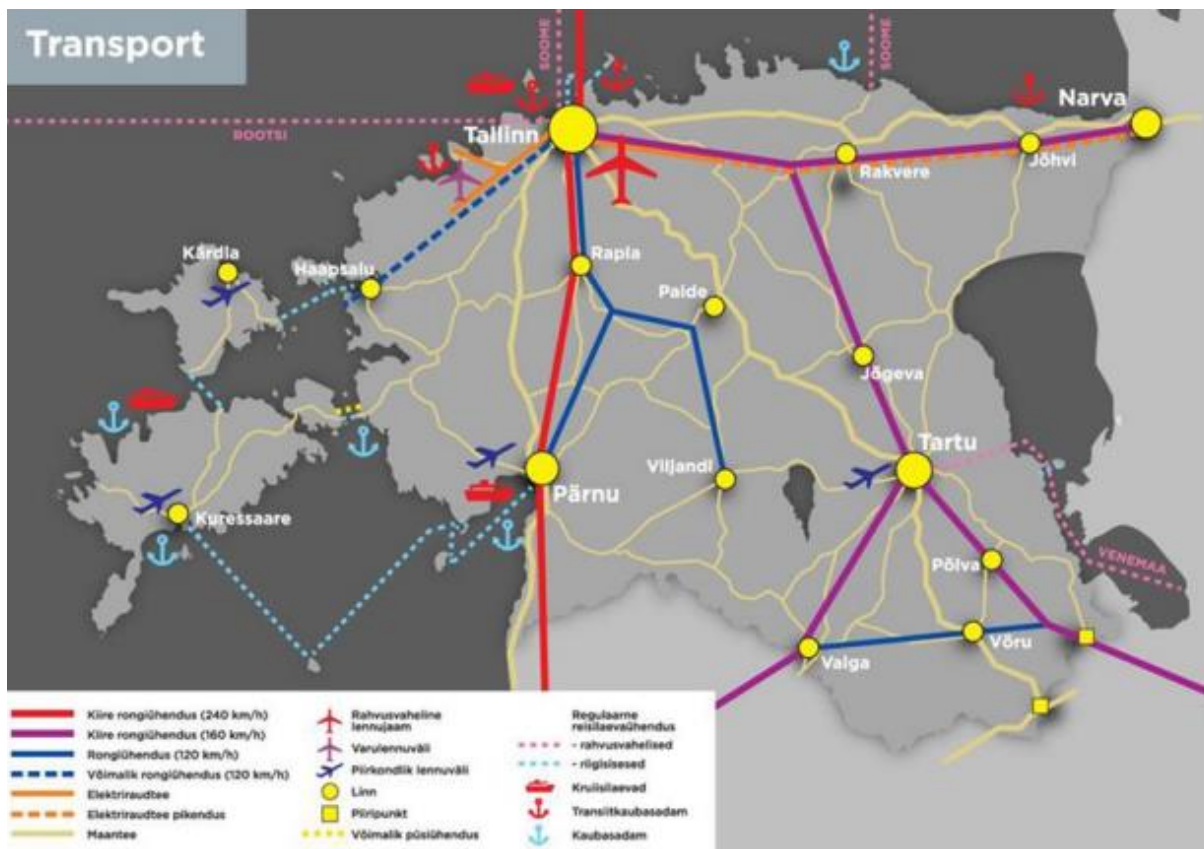 Transport
SOOME
SOOME
ROOTSI
Tallinn
Narva
Rakvere
Jõhvi
Kärdla
Haapsalu
Rapla
Paide
Jõgeva
Tartu
Viljandi
Pärnu
Kuressaare
Põlva
VENEMAA
Võru
Valga
Kiire rongiühendus (240 km/h)
Kiire rongiühendus (160 km/h)
Rongiühendus (120 km/h)
Võimalik rongiühendus (120 km/h)
Elektriraudtee
Elektriraudtee pikendus
Maantee
Rahvusvaheline
lennujaam
Varulennuväli
Piirkondlik lennuväli
Linn
Piiripunkt
Võimalik püsiühendus
Regulaarne
reisilaevaühendus
- rahvusvahelised
- riigisisesed
Kruiisilaevad
Transiitkaubasadam
Kaubasadam